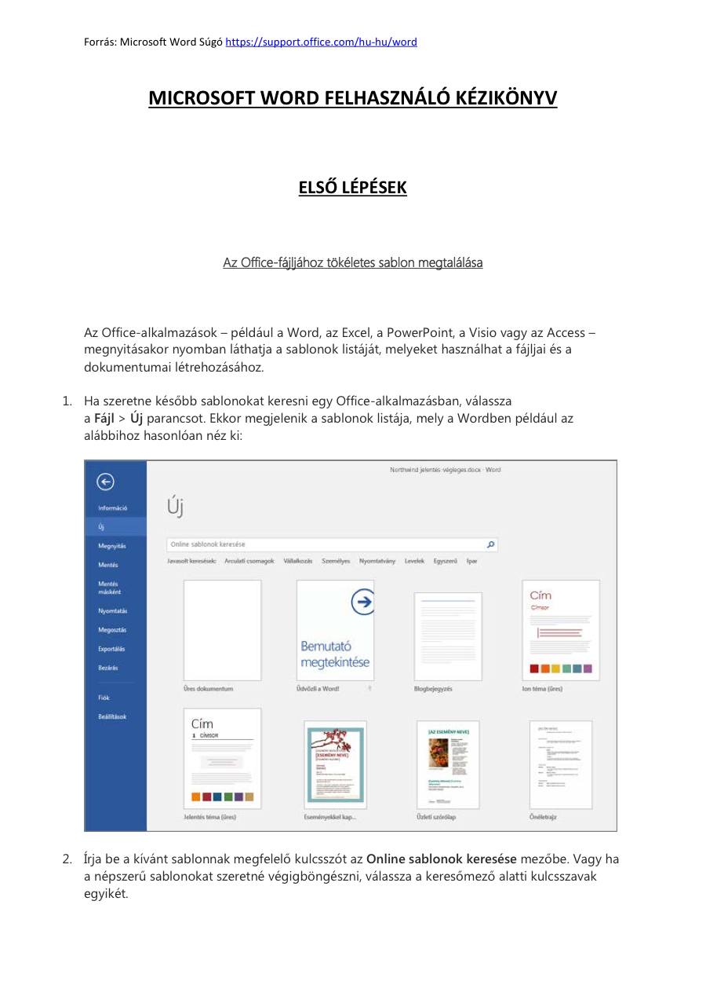 Forrás: Microsoft Word Súgó https://support.office.com/hu-hu/word
MICROSOFT WORD FELHASZNÁLÓ KÉZIKÖNYV
ELSŐ LÉPÉSEK
Az Office-fájljához tökéletes sablon megtalálása
Az Office-alkalmazások – például a Word, az Excel, a PowerPoint, a Visio vagy az Access –
megnyitásakor nyomban láthatja a sablonok listáját, melyeket használhat a fájljai és a
dokumentumai létrehozásához.
1. Ha szeretne később sablonokat keresni egy Office-alkalmazásban, válassza
a Fájl > Új parancsot. Ekkor megjelenik a sablonok listája, mely a Wordben például az
alábbihoz hasonlóan néz ki:
Northwind jelentés-végleges.docx - Word
Információ
Új
Megnyitás
Mentés
Mentés
másként
Nyomtatás
Megosztás
Exportálás
Bezárás
Fiók
Beállítások
Új
Online sablonok keresése
Javasolt keresések: Arculati csomagok Vállalkozás Személyes Nyomtatvány Levelek Egyszerű Ipar
Bemutató
megtekintése
Cím
Címsor
Üres dokumentum Üdvözli a Word! Blogbejegyzés Ion téma (üres)
Cím
1 CÍMSOR
[ESEMÉNY NEVE]
[AZ ESEMÉNY NEVE]
Jelentés téma (üres) Eseményekkel kap... Üzleti szórólap Önéletrajz
2. Írja be a kívánt sablonnak megfelelő kulcsszót az Online sablonok keresése mezőbe. Vagy ha
a népszerű sablonokat szeretné végigböngészni, válassza a keresőmező alatti kulcsszavak
egyikét.